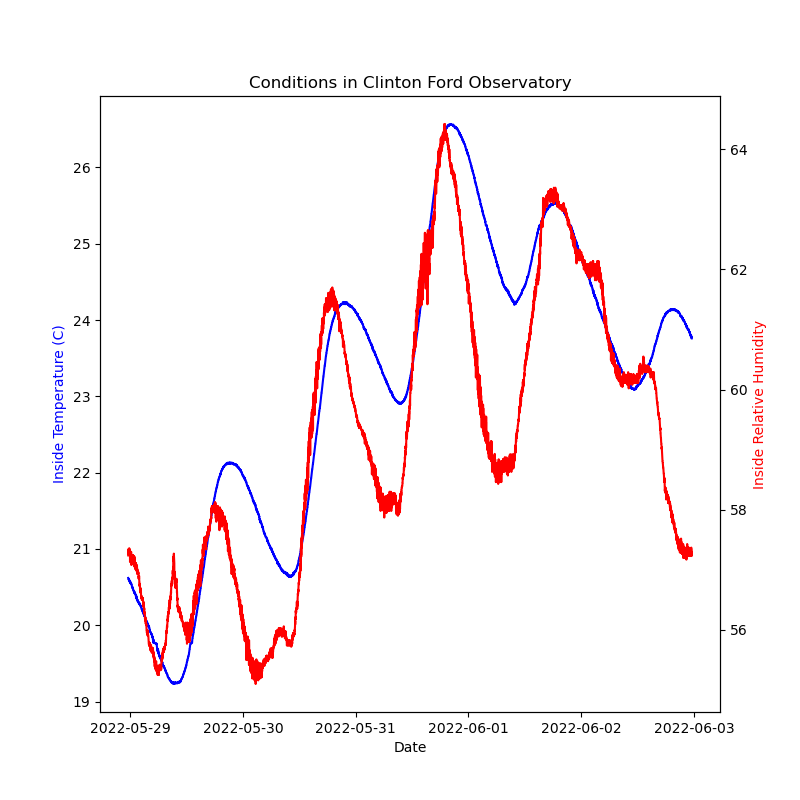 Conditions in Clinton Ford Observatory
Inside Temperature (C)
26
25
24
23
22
21
20
19
64
62
60
58
56
Inside Relative Humidity
2022-05-29 2022-05-30 2022-05-31 2022-06-01 2022-06-02 2022-06-03
Date